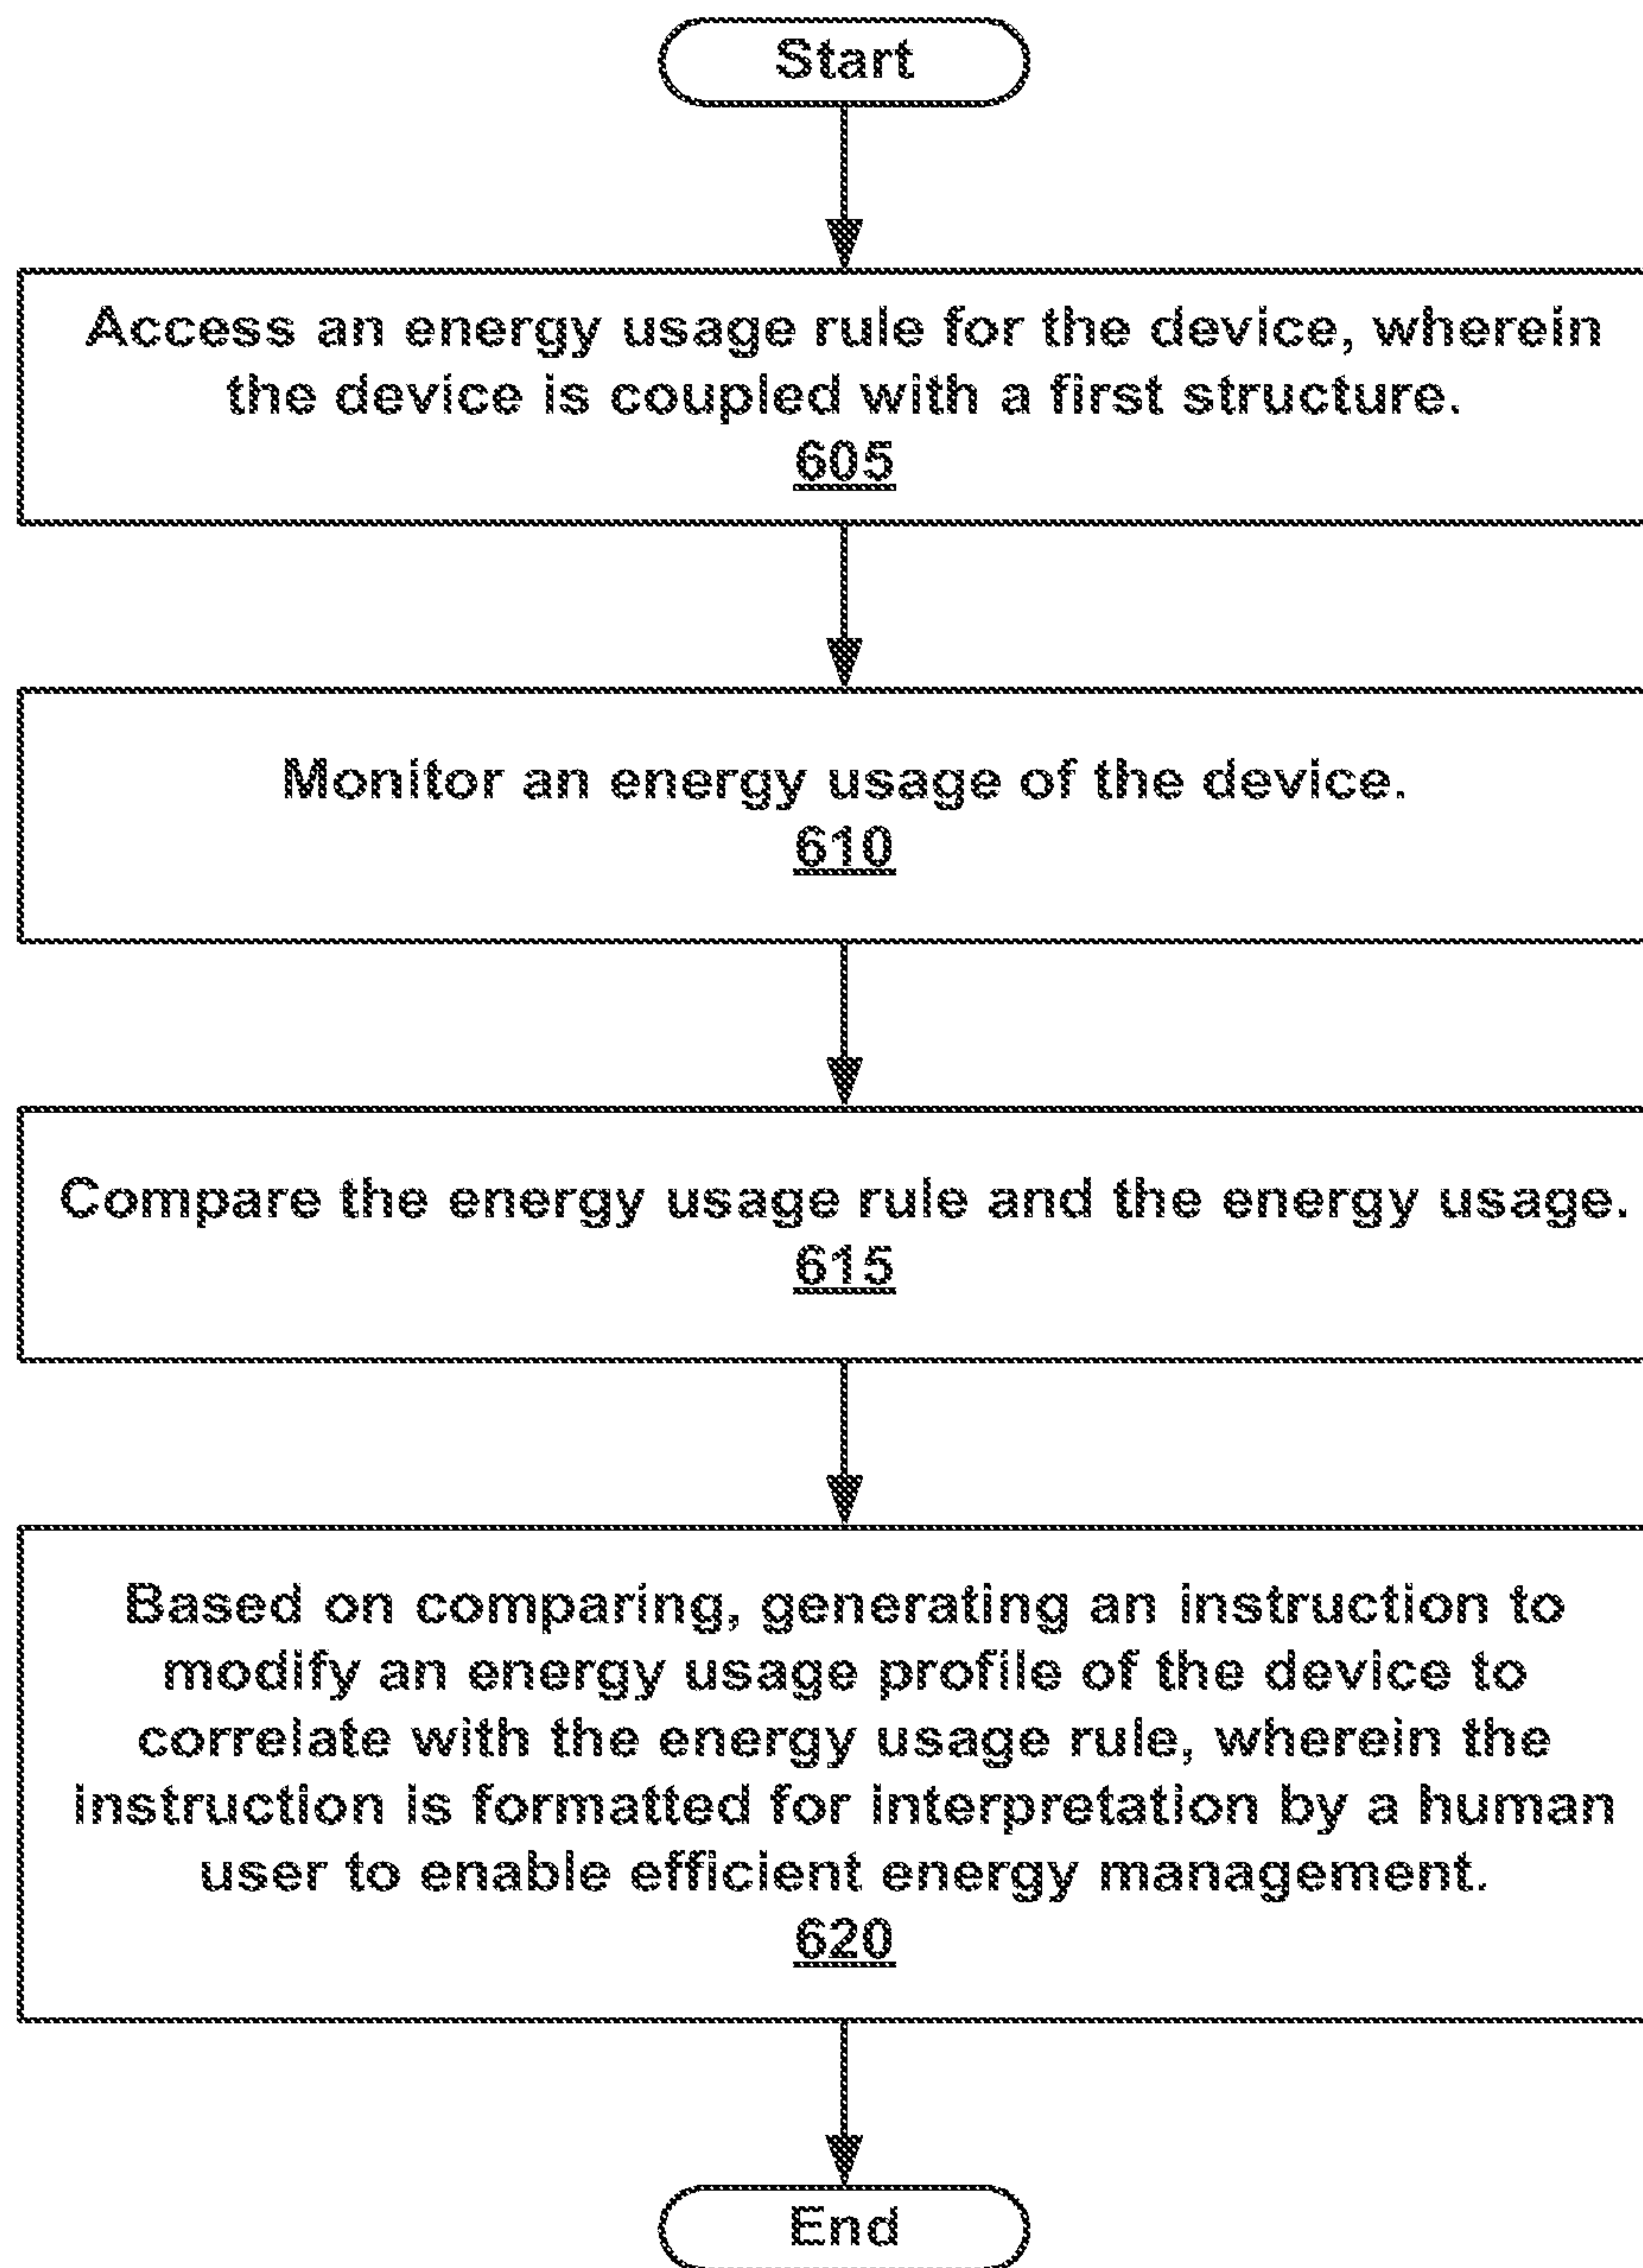 Start
Access an energy usage rule for the device, wherein
the device is coupled with a first structure.
605
Monitor an energy usage of the device.
610
Compare the energy usage rule and the energy usage.
615
Based on comparing, generating an instruction to
modify an energy usage profile of the device to
correlate with the energy usage rule, wherein the
instruction is formatted for interpretation by a human
user to enable efficient energy management.
620
End